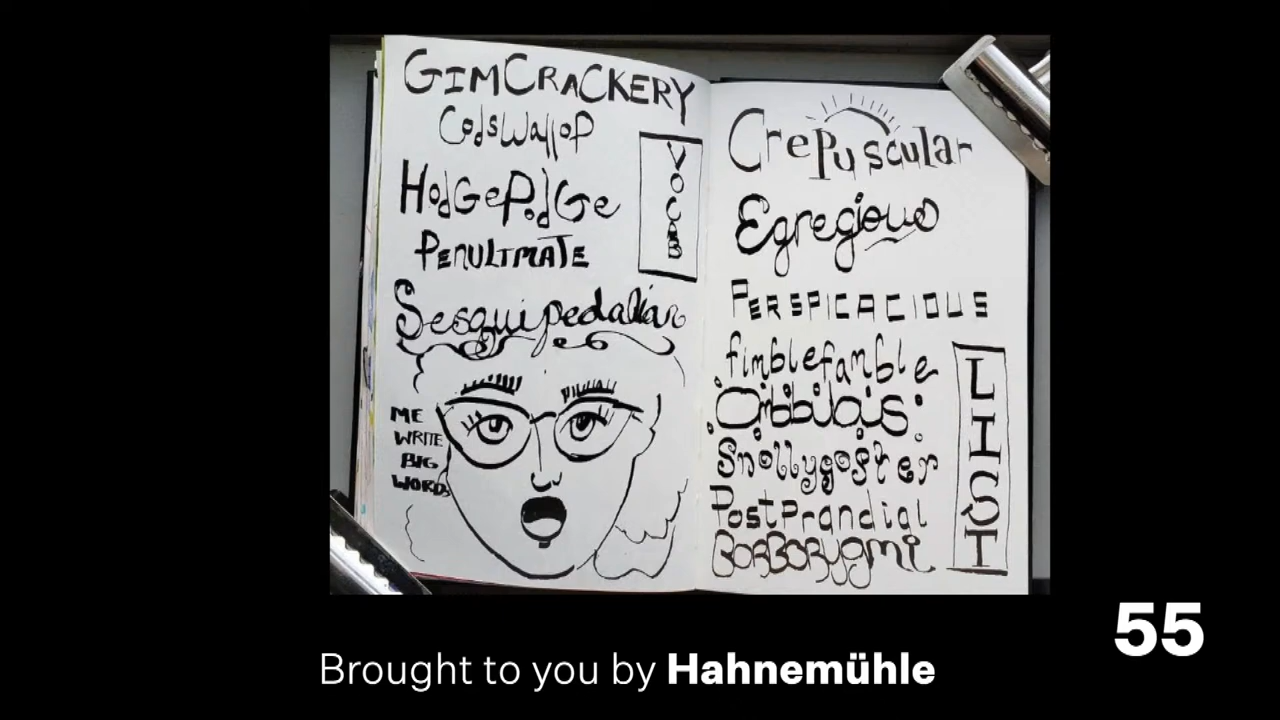 GIMCRACKERY
CodsWallop
HodGePodGe
VOCAB
PENULTIMATE
Sesquipedalian
ME
WRITE
BIG
WORDS
CrePuscular
Egregious
PERSPICACIOUS
fimblefamble
Ombibulous
Snollygoster
PostPrandial
BORBORygmi
LIST
55
Brought to you by Hahnemühle